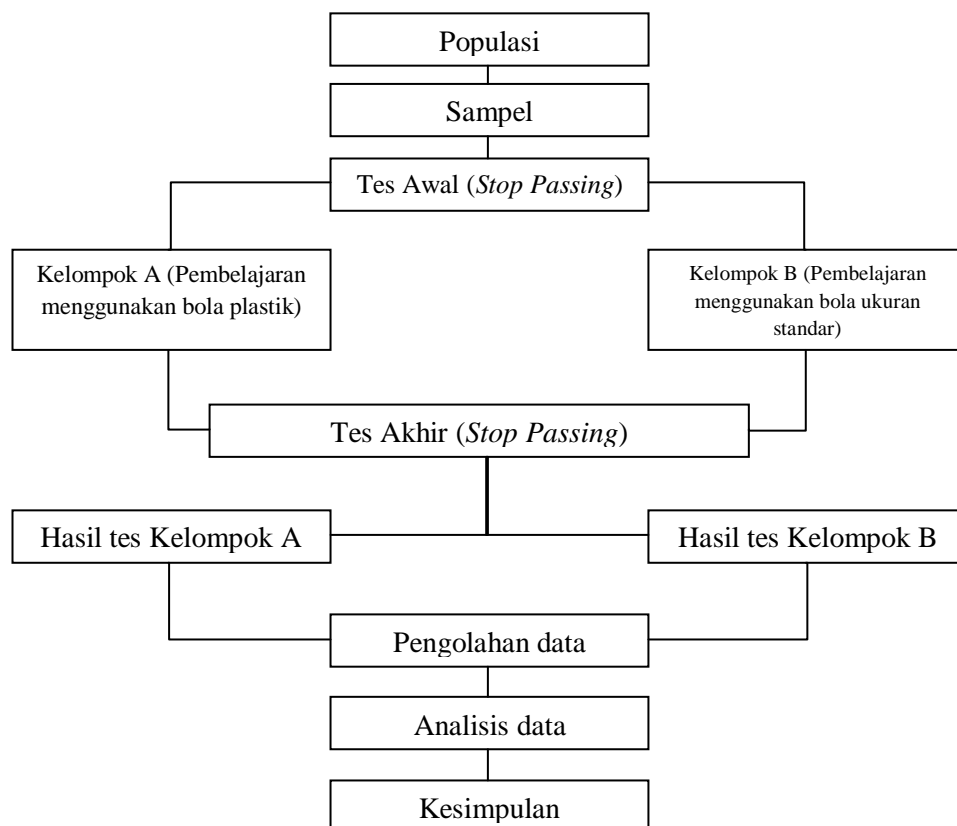 Populasi
Sampel
Tes Awal (Stop Passing)
Kelompok A (Pembelajaran
menggunakan bola plastik)
Kelompok B (Pembelajaran
menggunakan bola ukuran
standar)
Tes Akhir (Stop Passing)
Hasil tes Kelompok A
Hasil tes Kelompok B
Pengolahan data
Analisis data
Kesimpulan